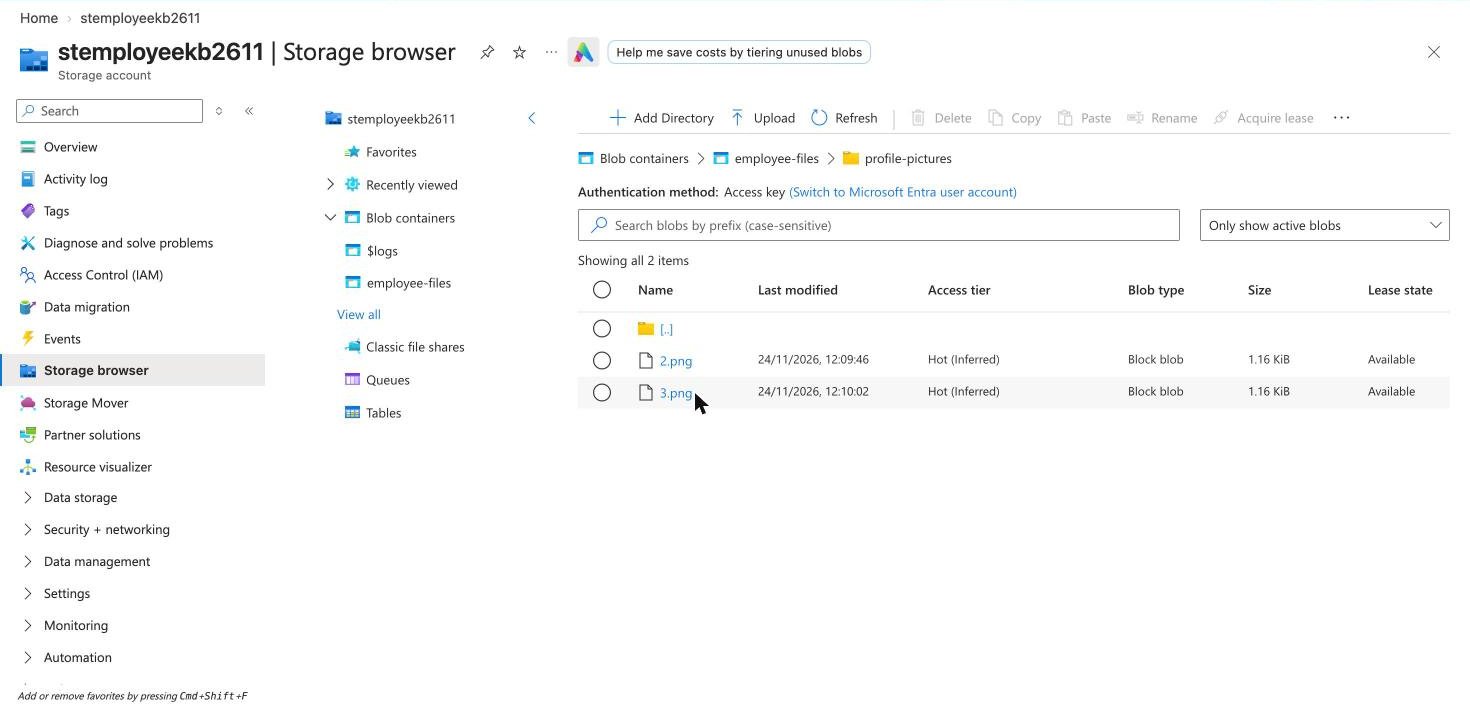 Home > stemployeekb2611
stemployeekb2611 | Storage browser
Storage account
... Help me save costs by tiering unused blobs
Search
Overview
Activity log
Tags
Diagnose and solve problems
Access Control (IAM)
Data migration
Events
Storage browser
Storage Mover
Partner solutions
Resource visualizer
Data storage
Security + networking
Data management
Settings
Monitoring
Automation
Add or remove favorites by pressing Cmd+Shift+F
stemployeekb2611
Favorites
Recently viewed
Blob containers
$logs
employee-files
View all
Classic file shares
Queues
Tables
Add Directory Upload Refresh Delete Copy Paste Rename Acquire lease ...
Blob containers > employee-files > profile-pictures
Authentication method: Access key (Switch to Microsoft Entra user account)
Search blobs by prefix (case-sensitive) Only show active blobs
Showing all 2 items
Name Last modified Access tier Blob type Size Lease state
[..]
2.png 24/11/2026, 12:09:46 Hot (Inferred) Block blob 1.16 KiB Available
3.png 24/11/2026, 12:10:02 Hot (Inferred) Block blob 1.16 KiB Available